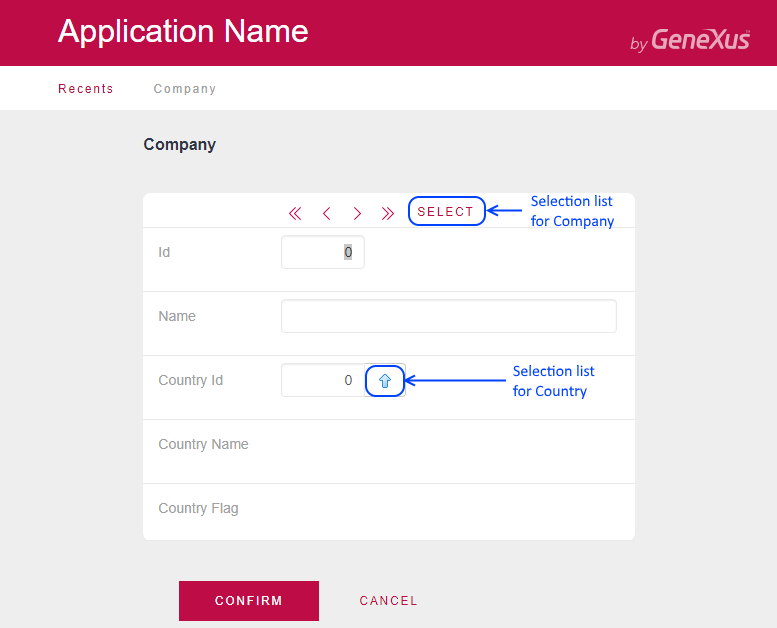 Application Name
by GeneXus
Recents Company
Company
SELECT
Selection list
for Company
Id 0
Name
Country Id 0
Selection list
for Country
Country Name
Country Flag
CONFIRM CANCEL